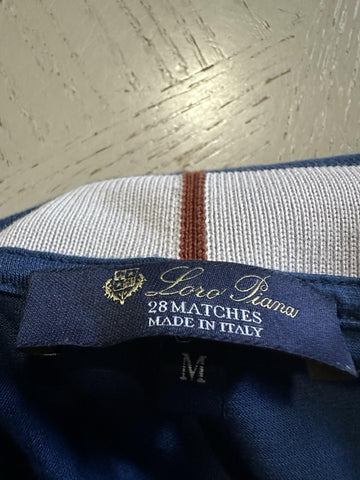 Loro Piana
28 MATCHES
MADE IN ITALY
M